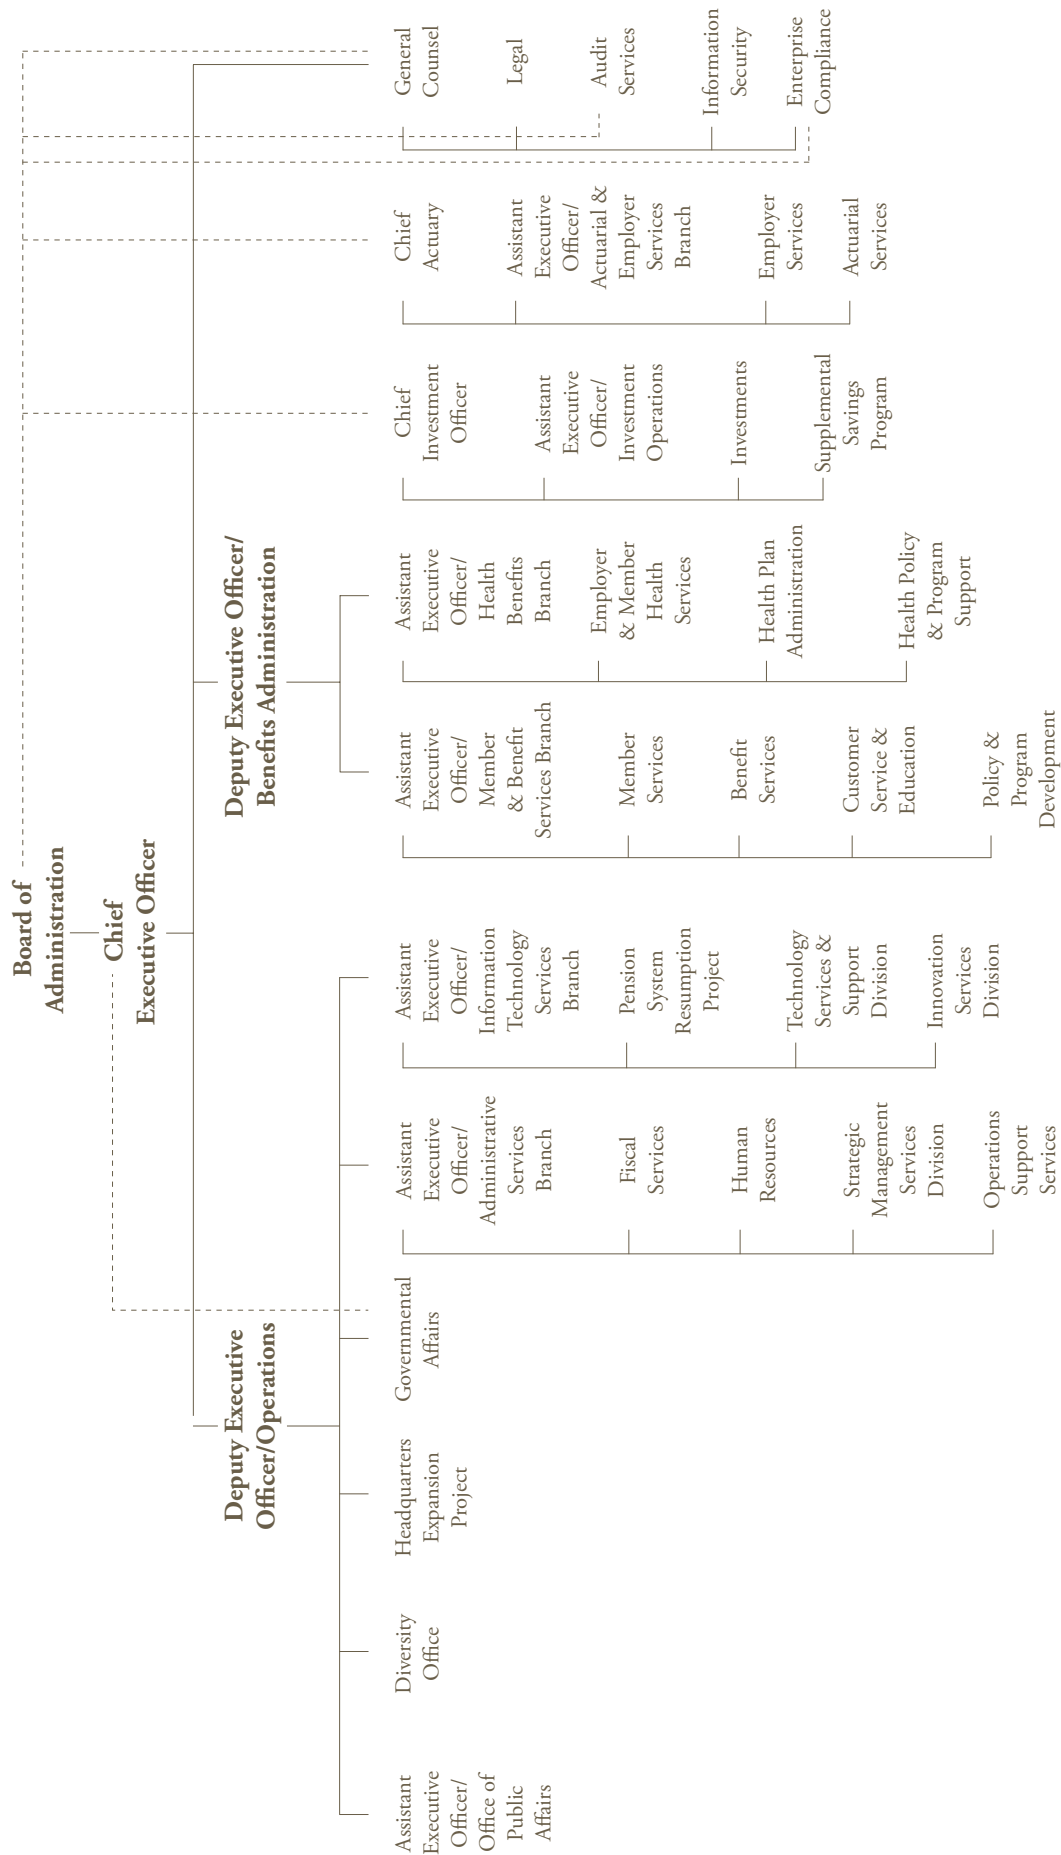 Board of
Administration
Chief
Executive Officer
Deputy Executive
Officer/Operations
Deputy Executive Officer/
Benefits Administration
Assistant
Executive
Officer/
Office of
Public
Affairs
Diversity
Office
Headquarters
Expansion
Project
Governmental
Affairs
Assistant
Executive
Officer/
Administrative
Services
Branch
Fiscal
Services
Human
Resources
Strategic
Management
Services
Division
Operations
Support
Services
Assistant
Executive
Officer/
Information
Technology
Services
Branch
Pension
System
Resumption
Project
Technology
Services &
Support
Division
Innovation
Services
Division
Assistant
Executive
Officer/
Member
& Benefit
Services Branch
Member
Services
Benefit
Services
Customer
Service &
Education
Policy &
Program
Development
Assistant
Executive
Officer/
Health
Benefits
Branch
Employer
& Member
Health
Services
Health Plan
Administration
Health Policy
& Program
Support
Chief
Investment
Officer
Assistant
Executive
Officer/
Investment
Operations
Investments
Supplemental
Savings
Program
Chief
Actuary
Assistant
Executive
Officer/
Actuarial &
Employer
Services
Branch
Employer
Services
Actuarial
Services
General
Counsel
Legal
Audit
Services
Information
Security
Enterprise
Compliance